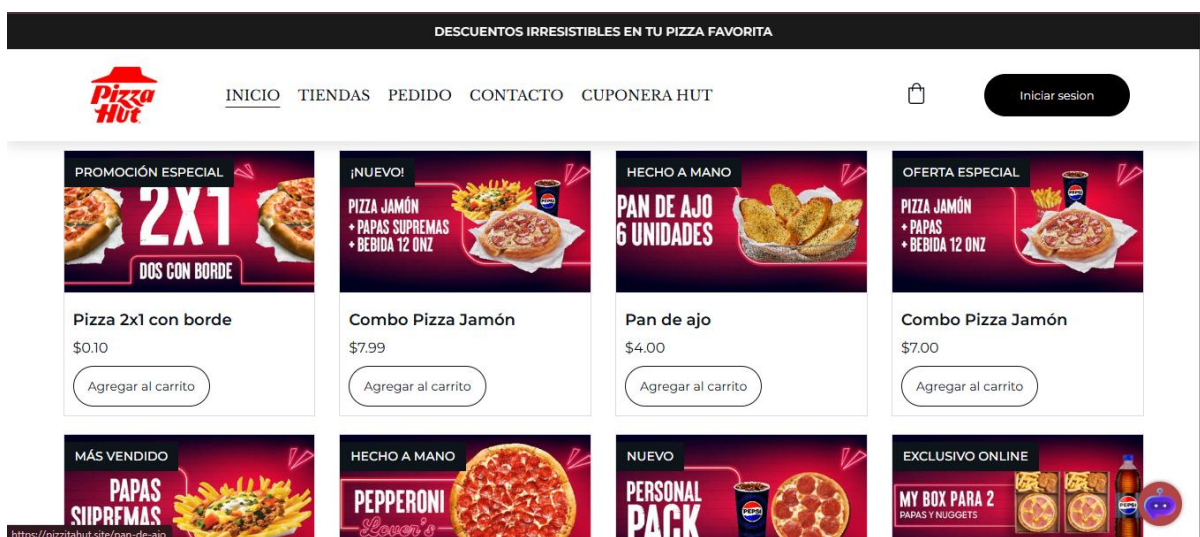 DESCUENTOS IRRESISTIBLES EN TU PIZZA FAVORITA
Pizza
Hut
INICIO TIENDAS PEDIDO CONTACTO CUPONERA HUT
Iniciar sesion
PROMOCIÓN ESPECIAL
2X1
DOS CON BORDE
Pizza 2x1 con borde
$0.10
Agregar al carrito
¡NUEVO!
PIZZA JAMÓN
+ PAPAS SUPREMAS
+ BEBIDA 12 ONZ
PEPSI
Combo Pizza Jamón
$7.99
Agregar al carrito
HECHO A MANO
PAN DE AJO
6 UNIDADES
Pan de ajo
$4.00
Agregar al carrito
OFERTA ESPECIAL
PIZZA JAMÓN
+ PAPAS
+ BEBIDA 12 ONZ
PEPSI
Combo Pizza Jamón
$7.00
Agregar al carrito
MÁS VENDIDO
PAPAS
SUPREMAS
HECHO A MANO
PEPPERONI
Lover's
NUEVO
PERSONAL
PACK
PEPSI
EXCLUSIVO ONLINE
MY BOX PARA 2
PAPAS Y NUGGETS
PEPSI
https://pizzitahut.site/pan-de-ajo